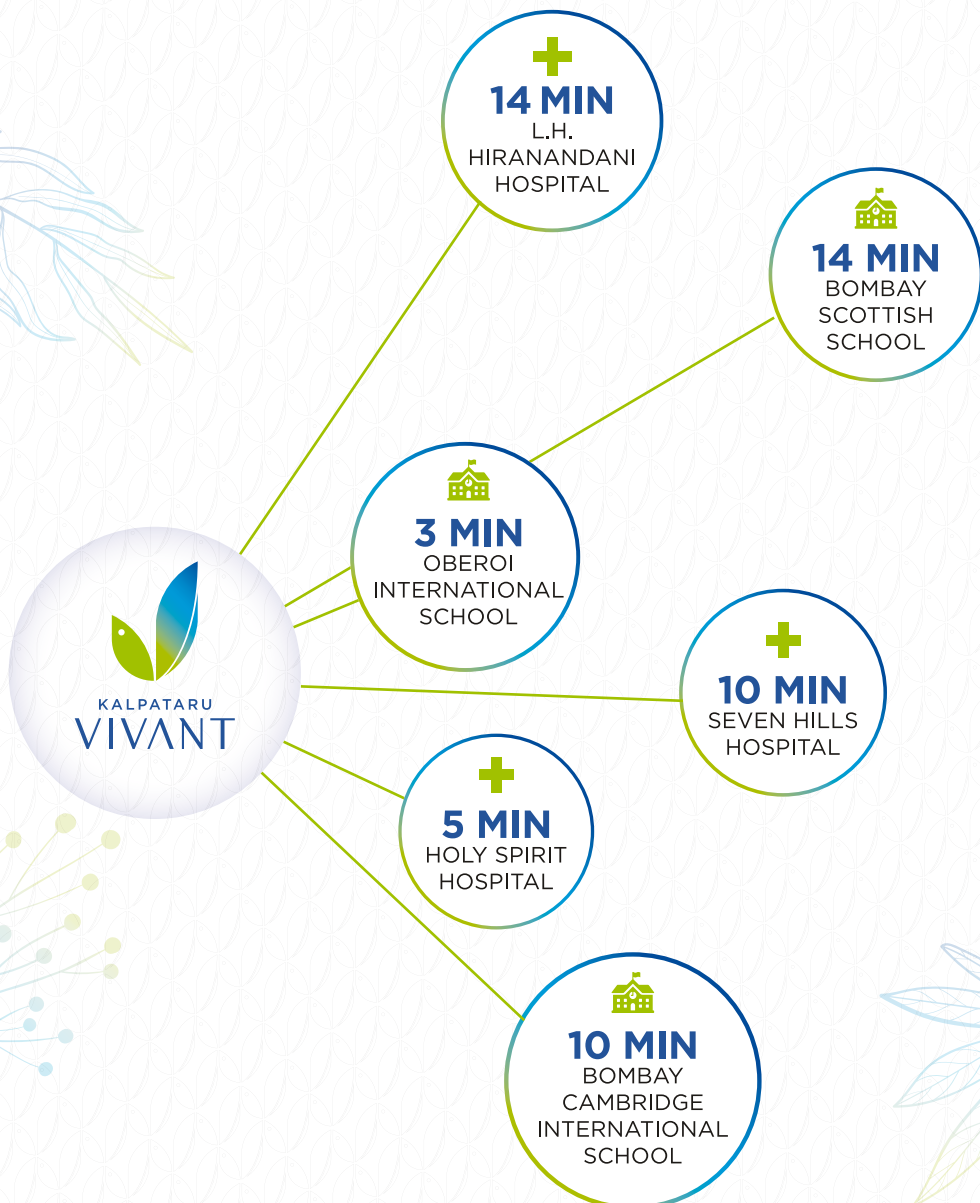 14 MIN
L.H.
HIRANANDANI
HOSPITAL
14 MIN
BOMBAY
SCOTTISH
SCHOOL
3 MIN
OBEROI
INTERNATIONAL
SCHOOL
KALPATARU
VIVANT
10 MIN
SEVEN HILLS
HOSPITAL
5 MIN
HOLY SPIRIT
HOSPITAL
10 MIN
BOMBAY
CAMBRIDGE
INTERNATIONAL
SCHOOL